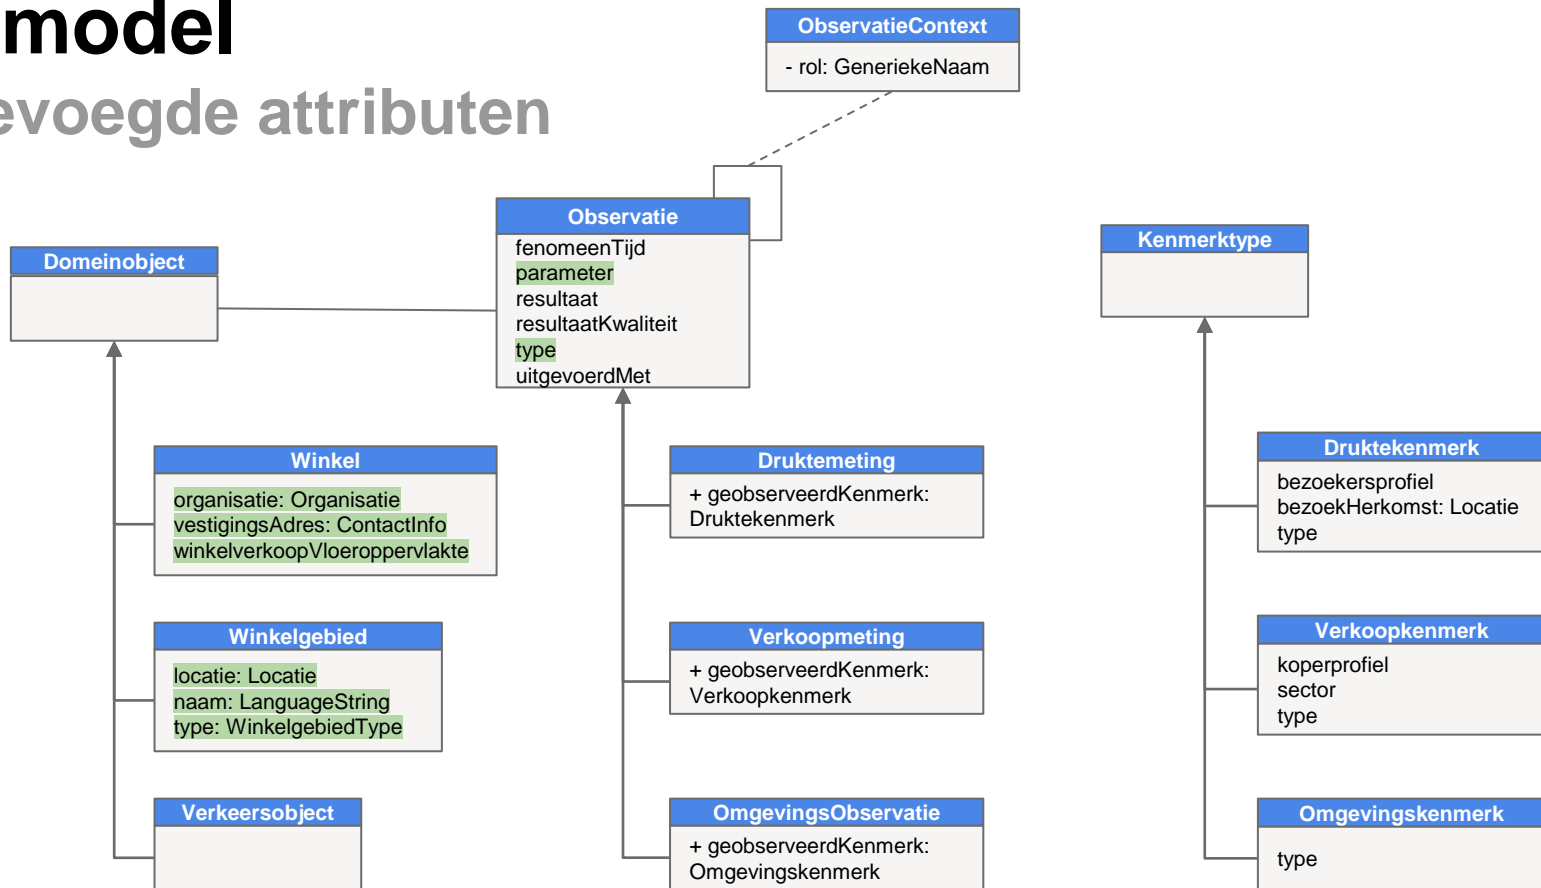 model
evoegde attributen
ObservatieContext
- rol: GeneriekeNaam
Observatie
fenomeenTijd
parameter
resultaat
resultaatKwaliteit
type
uitgevoerdMet
Domeinobject
Kenmerktype
Winkel
organisatie: Organisatie
vestigingsAdres: ContactInfo
winkelverkoopVloeroppervlakte
Druktemeting
+ geobserveerdKenmerk:
Druktekenmerk
Druktekenmerk
bezoekersprofiel
bezoekHerkomst: Locatie
type
Winkelgebied
locatie: Locatie
naam: LanguageString
type: WinkelgebiedType
Verkoopmeting
+ geobserveerdKenmerk:
Verkoopkenmerk
Verkoopkenmerk
koperprofiel
sector
type
Verkeersobject
OmgevingsObservatie
+ geobserveerdKenmerk:
Omgevingskenmerk
Omgevingskenmerk
type